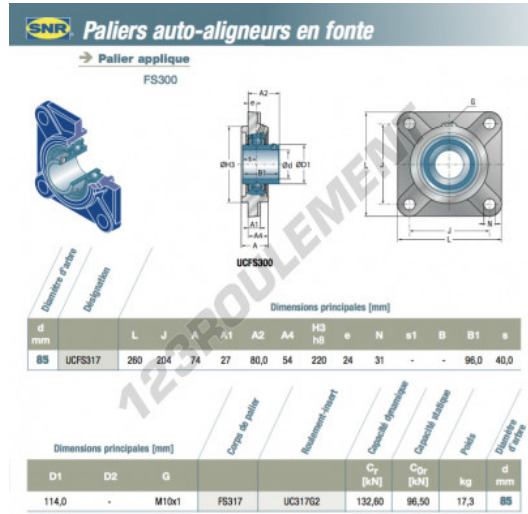 SNR Paliers auto-aligneurs en fonte
Palier applique
FS300
A2
e
G
ØH3
s
B1
Ød
ØD1
A1
A4
A
L
J
N
J
L
UCFS300
123ROULEMENT
Diamètre d'arbre
Désignation
Dimensions principales [mm]
d mm L J A A1 A2 A4 H3 h8 e N s1 B B1 s
85 UCFS317 260 204 74 27 80,0 54 220 24 31 - - 96,0 40,0
Dimensions principales [mm]
Corps de palier
Roulement-insert
Capacité dynamique
Capacité statique
Poids
Diamètre d'arbre
D1 D2 G Cr [kN] C0r [kN] kg d mm
114,0 - M10x1 FS317 UC317G2 132,60 96,50 17,3 85